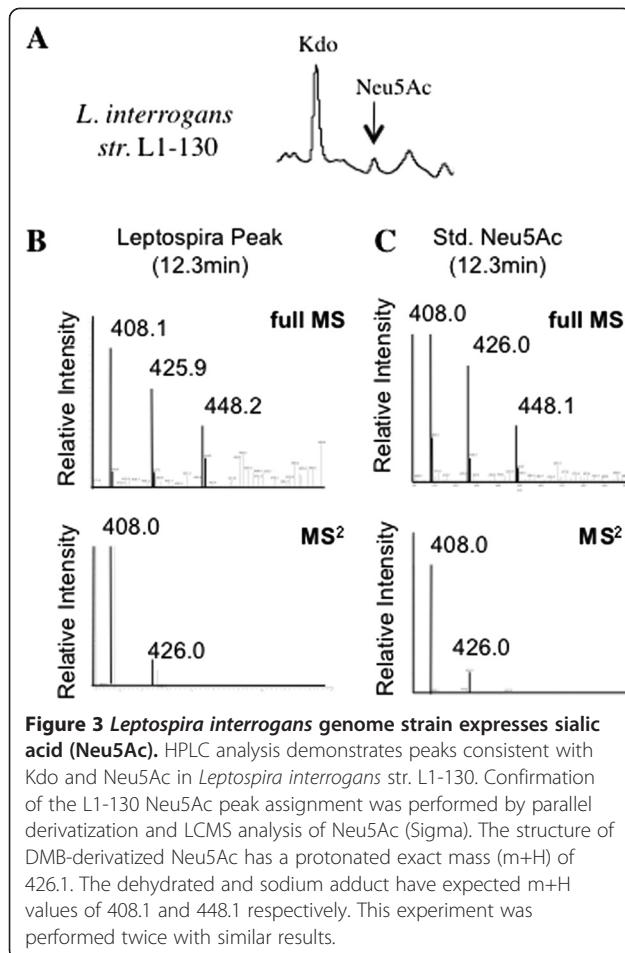 A
Kdo
Neu5Ac
L. interrogans
str. L1-130
B
Leptospira Peak
(12.3min)
C
Std. Neu5Ac
(12.3min)
full MS
408.1
425.9
448.2
Relative Intensity
full MS
408.0
426.0
448.1
Relative Intensity
MS²
408.0
426.0
Relative Intensity
MS²
408.0
426.0
Relative Intensity
Figure 3 Leptospira interrogans genome strain expresses sialic
acid (Neu5Ac). HPLC analysis demonstrates peaks consistent with
Kdo and Neu5Ac in Leptospira interrogans str. L1-130. Confirmation
of the L1-130 Neu5Ac peak assignment was performed by parallel
derivatization and LCMS analysis of Neu5Ac (Sigma). The structure of
DMB-derivatized Neu5Ac has a protonated exact mass (m+H) of
426.1. The dehydrated and sodium adduct have expected m+H
values of 408.1 and 448.1 respectively. This experiment was
performed twice with similar results.